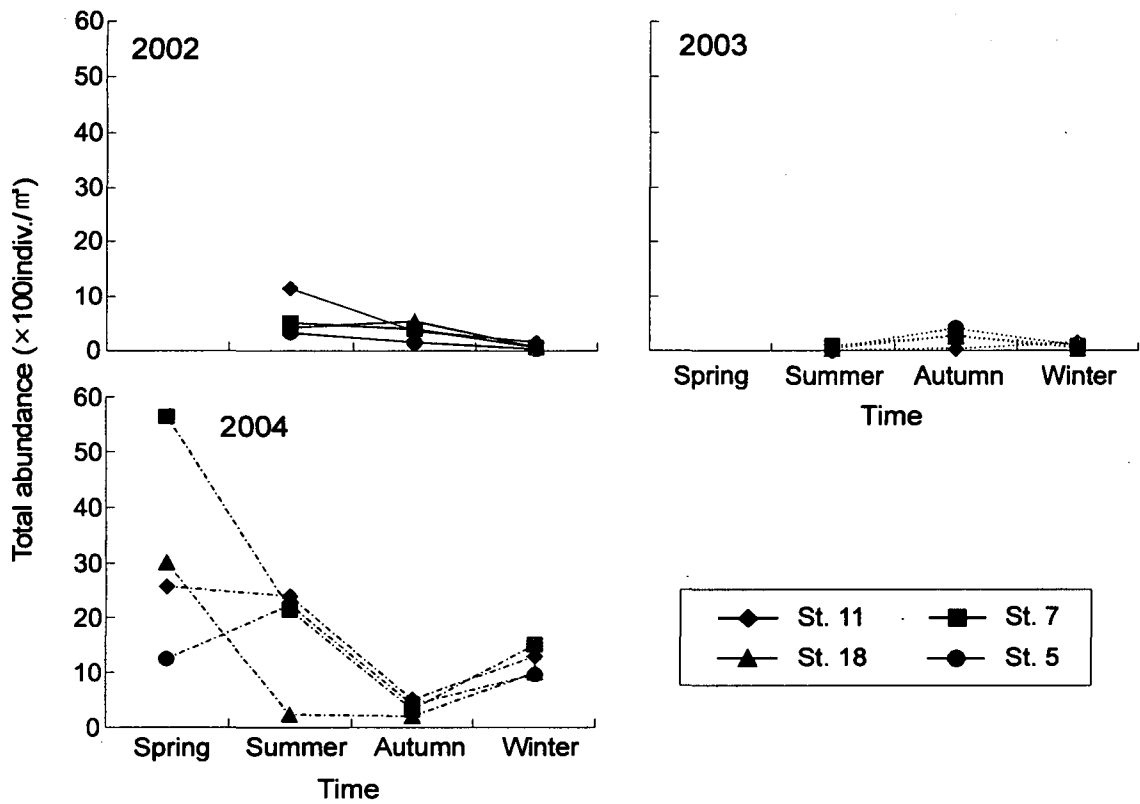 Total abundance (×100indiv./㎡)
60
50
40
30
20
10
0
2002
2003
Spring Summer Autumn Winter
Time
60
50
40
30
20
10
0
2004
Spring Summer Autumn Winter
Time
St. 11 St. 7
St. 18 St. 5